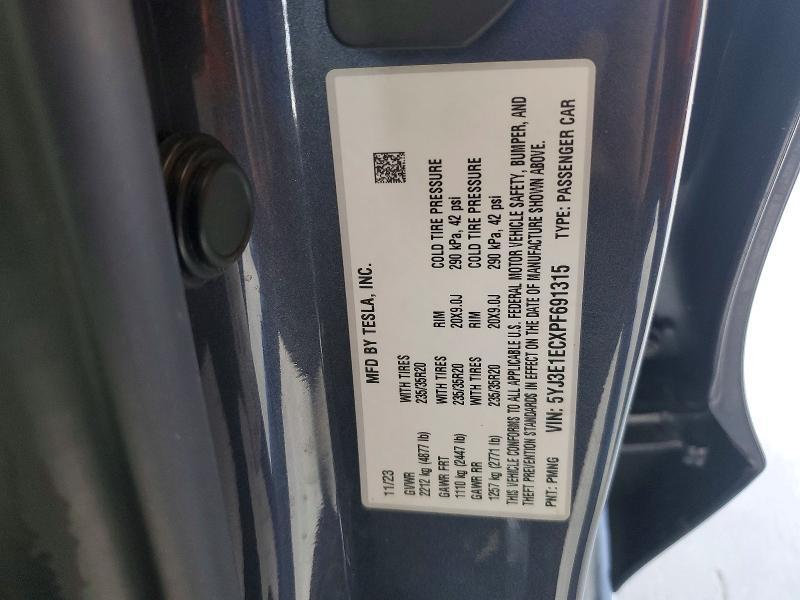 MFD BY TESLA, INC.
11/23
GVWR WITH TIRES
2212 kg (4877 lb) 235/35R20
GAWR FRT WITH TIRES RIM COLD TIRE PRESSURE
1110 kg (2447 lb) 235/35R20 20X9.0J 290 kPa, 42 psi
GAWR RR WITH TIRES RIM COLD TIRE PRESSURE
1257 kg (2771 lb) 235/35R20 20X9.0J 290 kPa, 42 psi
THIS VEHICLE CONFORMS TO ALL APPLICABLE U.S. FEDERAL MOTOR VEHICLE SAFETY, BUMPER, AND
THEFT PREVENTION STANDARDS IN EFFECT ON THE DATE OF MANUFACTURE SHOWN ABOVE.
PNT: PMNG VIN: 5YJ3E1ECXPF691315 TYPE: PASSENGER CAR